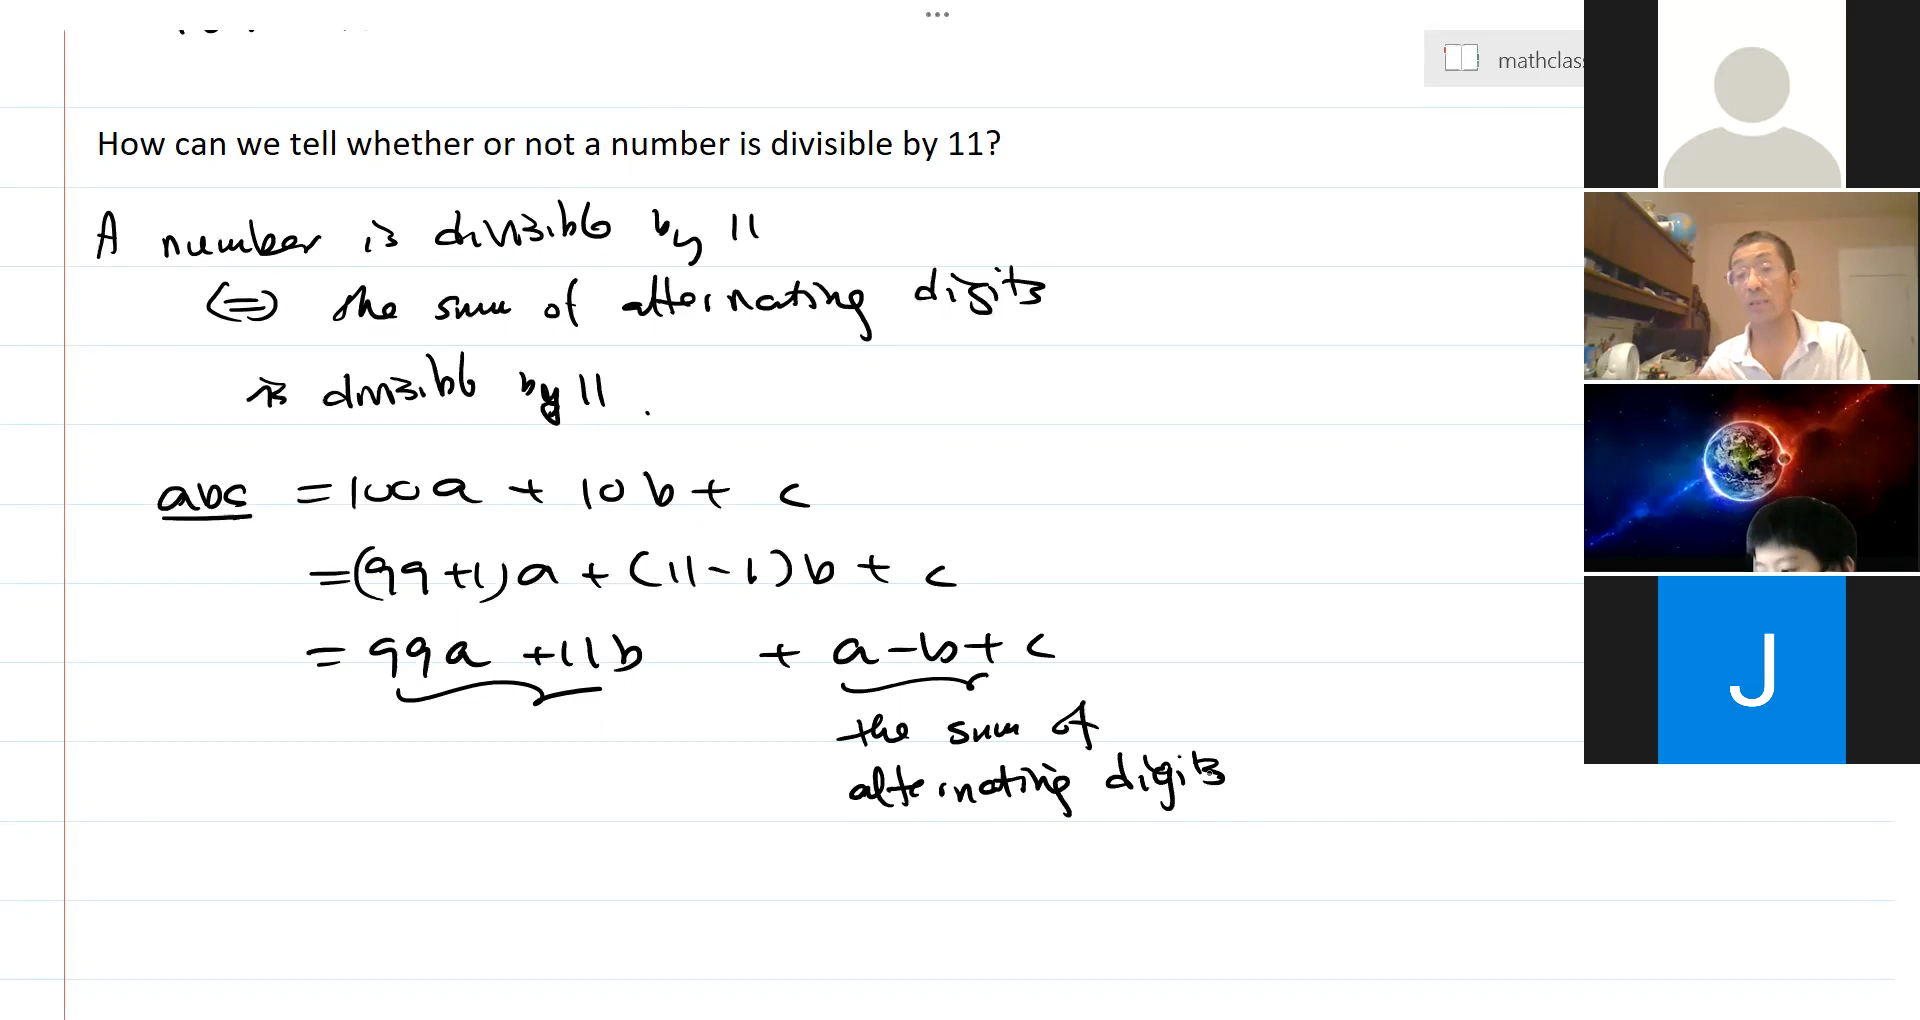 mathclas
How can we tell whether or not a number is divisible by 11?
A number is divisible by 11
(=) the sum of alternating digits
is divisible by 11.
abc = 100a + 10b + c
= (99+1)a + (11-1)b + c
= 99a + 11b + a-b+c
the sum of
alternating digits
J